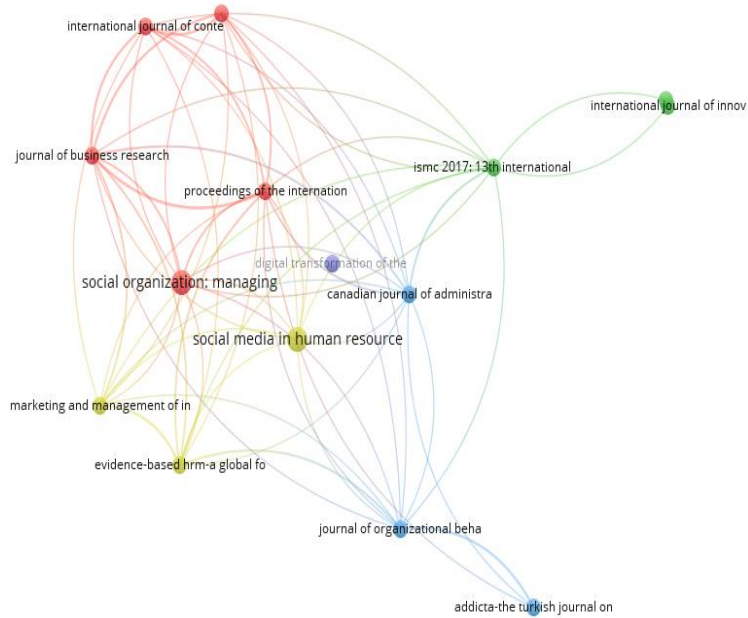 international journal of conte
international journal of innov
journal of business research
ismc 2017: 13th international
proceedings of the internation
digital transformation of the
social organization: managing
canadian journal of administra
social media in human resource
marketing and management of in
evidence-based hrm-a global fo
journal of organizational beha
addicta-the turkish journal on